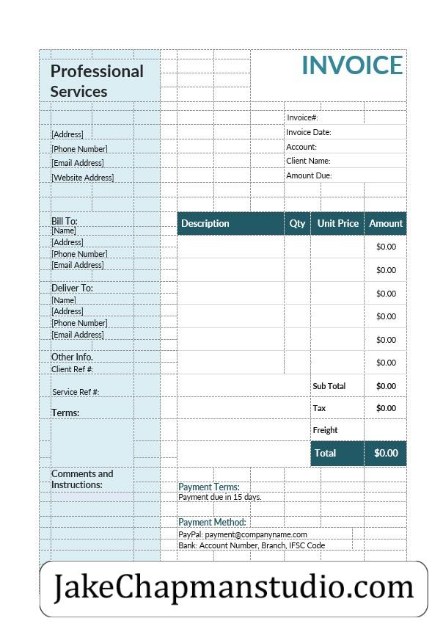 Professional
Services
INVOICE
Invoice#:
[Address]
Invoice Date:
[Phone Number]
Account:
[Email Address]
Client Name:
[Website Address]
Amount Due:
Bill To:
[Name]
[Address]
[Phone Number]
[Email Address]
Deliver To:
[Name]
[Address]
[Phone Number]
[Email Address]
Other Info.
Client Ref #:
Service Ref #:
Terms:
Comments and
Instructions:
Description Qty Unit Price Amount
$0.00
$0.00
$0.00
$0.00
$0.00
$0.00
Sub Total $0.00
Tax $0.00
Freight
Total $0.00
Payment Terms:
Payment due in 15 days.
Payment Method:
PayPal: payment@companyname.com
Bank: Account Number, Branch, IFSC Code
JakeChapmanstudio.com